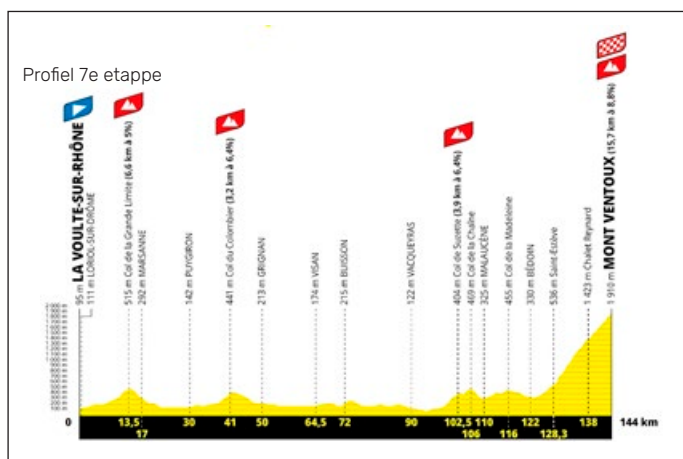 Profiel 7e etappe
95 m LA VOULTE-SUR-RHÔNE
111 m LORIOL-SUR-DRÔME
515 m Col de la Grande Limite (6,6 km à 5%)
292 m MARSANNE
142 m PUYGIRON
441 m Col du Colombier (3,2 km à 6,4%)
213 m GRIGNAN
174 m VISAN
215 m BUISSON
122 m VACQUEYRAS
404 m Col de Suzette (3,9 km à 6,4%)
469 m Col de la Chaîne
325 m MALAUCÈNE
455 m Col de la Madeleine
330 m BÉDOIN
536 m Saint-Estève
1 423 m Chalet Reynard
1 910 m MONT VENTOUX (15,7 km à 8,8%)
0 13,5 30 41 50 64,5 72 90 102,5 110 122 138 144 km
17 106 116 128,3